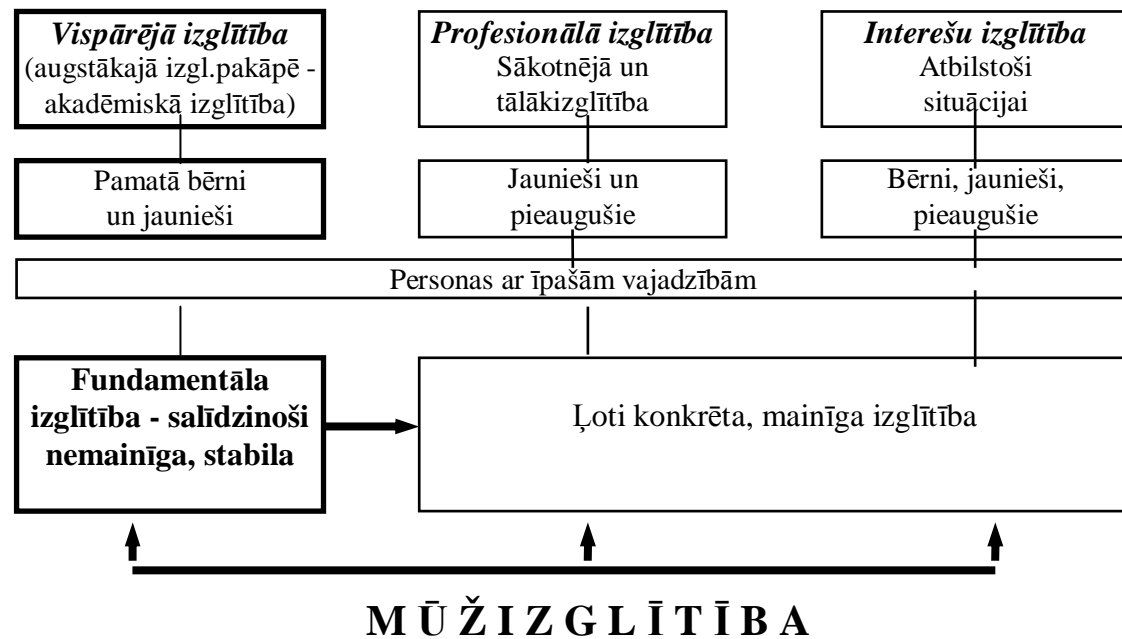 Vispārējā izglītība
(augstākajā izgl.pakāpē -
akadēmiskā izglītība)
Profesionālā izglītība
Sākotnējā un
tālākizglītība
Interešu izglītība
Atbilstoši
situācijai
Pamatā bērni
un jaunieši
Jaunieši un
pieaugušie
Bērni, jaunieši,
pieaugušie
Personas ar īpašām vajadzībām
Fundamentāla
izglītība - salīdzinoši
nemainīga, stabila
Ļoti konkrēta, mainīga izglītība
M Ū Ž I Z G L Ī T Ī B A